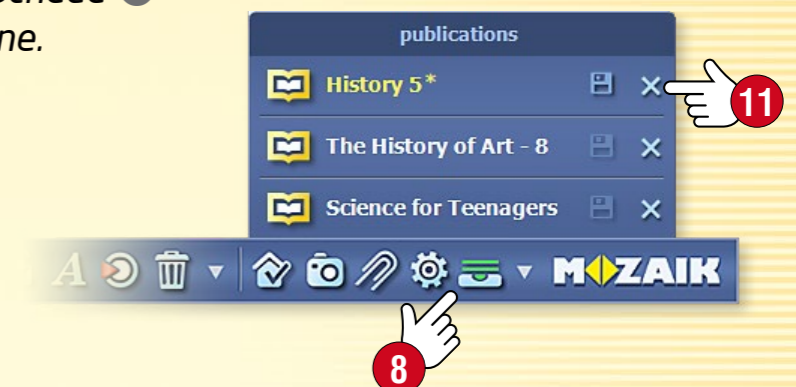 ne.
publications
History 5*
The History of Art - 8
Science for Teenagers
A
MOZAIK
11
8